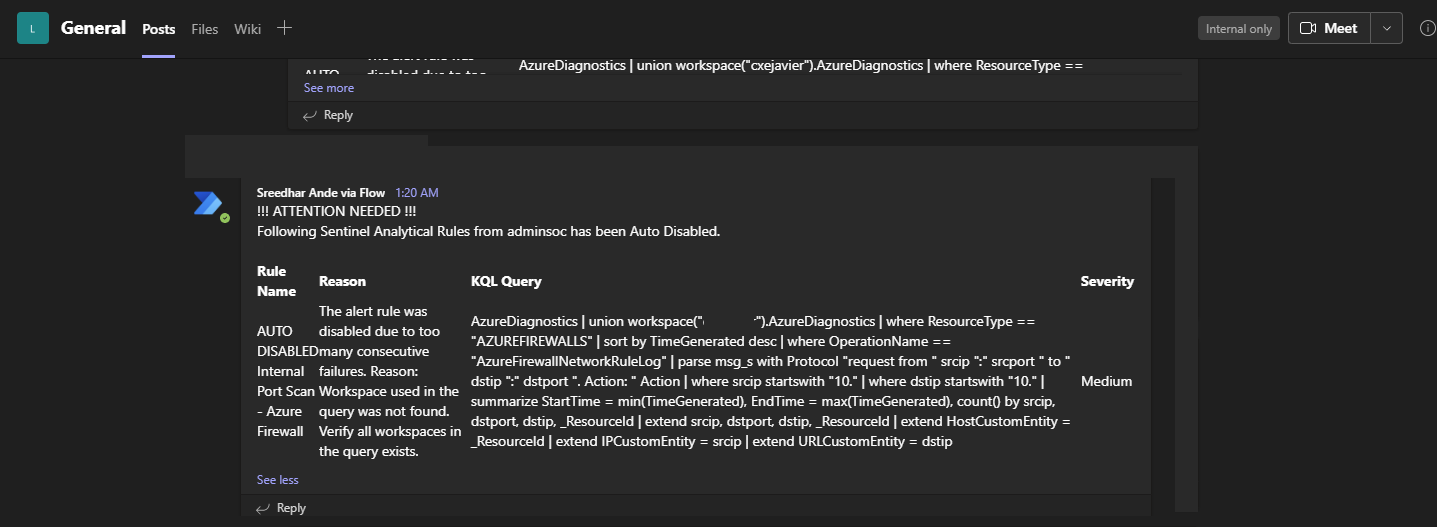 L General Posts Files Wiki Internal only Meet
AzureDiagnostics | union workspace("cxejavier").AzureDiagnostics | where ResourceType ==
AUTO disabled due to too
See more
Reply
Sreedhar Ande via Flow 1:20 AM
!!! ATTENTION NEEDED !!!
Following Sentinel Analytical Rules from adminsoc has been Auto Disabled.
Rule Name
Reason
KQL Query
Severity
AUTO
DISABLED
Internal
Port Scan
- Azure
Firewall
The alert rule was
disabled due to too
many consecutive
failures. Reason:
Workspace used in the
query was not found.
Verify all workspaces in
the query exists.
AzureDiagnostics | union workspace(" ").AzureDiagnostics | where ResourceType ==
"AZUREFIREWALLS" | sort by TimeGenerated desc | where OperationName ==
"AzureFirewallNetworkRuleLog" | parse msg_s with Protocol "request from " srcip ":" srcport " to "
dstip ":" dstport ". Action: " Action | where srcip startswith "10." | where dstip startswith "10." |
summarize StartTime = min(TimeGenerated), EndTime = max(TimeGenerated), count() by srcip,
dstport, dstip, _ResourceId | extend srcip, dstport, dstip, _ResourceId | extend HostCustomEntity =
_ResourceId | extend IPCustomEntity = srcip | extend URLCustomEntity = dstip
Medium
See less
Reply